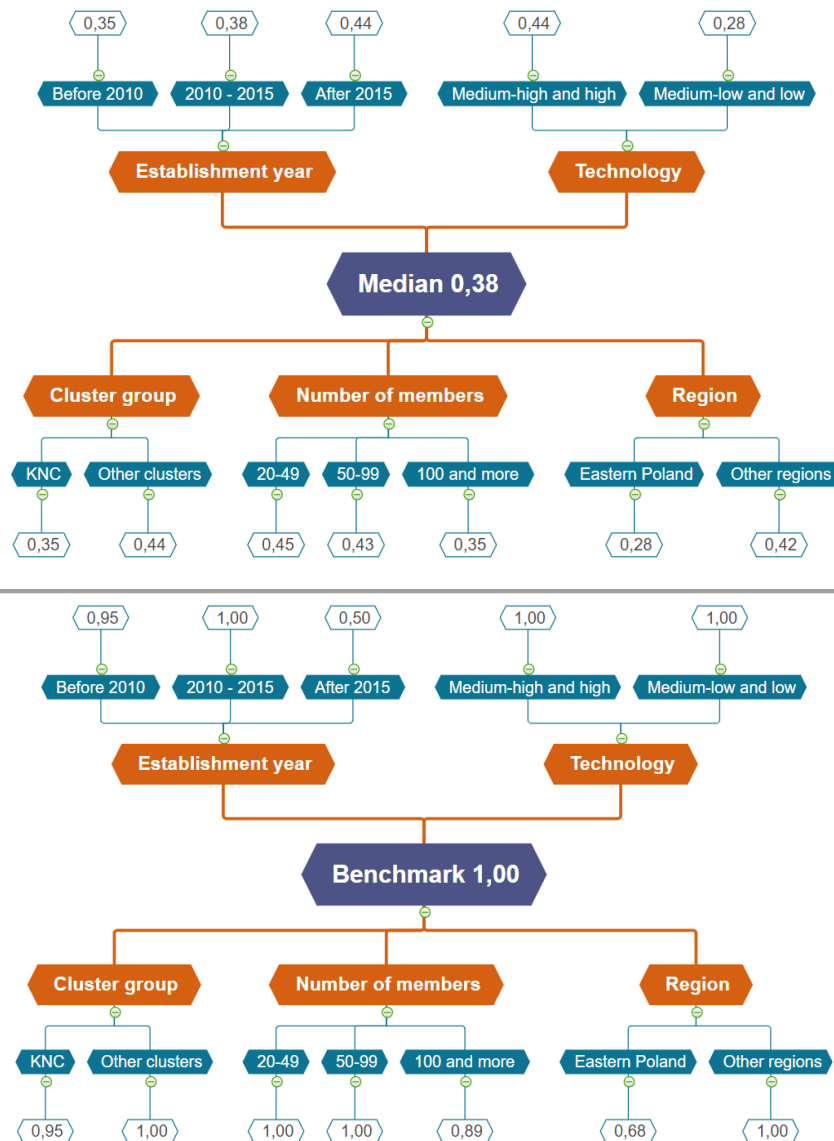 0,35 0,38 0,44 0,44 0,28
Before 2010 2010 - 2015 After 2015 Medium-high and high Medium-low and low
Establishment year Technology
Median 0,38
Cluster group Number of members Region
KNC Other clusters 20-49 50-99 100 and more Eastern Poland Other regions
0,35 0,44 0,45 0,43 0,35 0,28 0,42
0,95 1,00 0,50 1,00 1,00
Before 2010 2010 - 2015 After 2015 Medium-high and high Medium-low and low
Establishment year Technology
Benchmark 1,00
Cluster group Number of members Region
KNC Other clusters 20-49 50-99 100 and more Eastern Poland Other regions
0,95 1,00 1,00 1,00 0,89 0,68 1,00